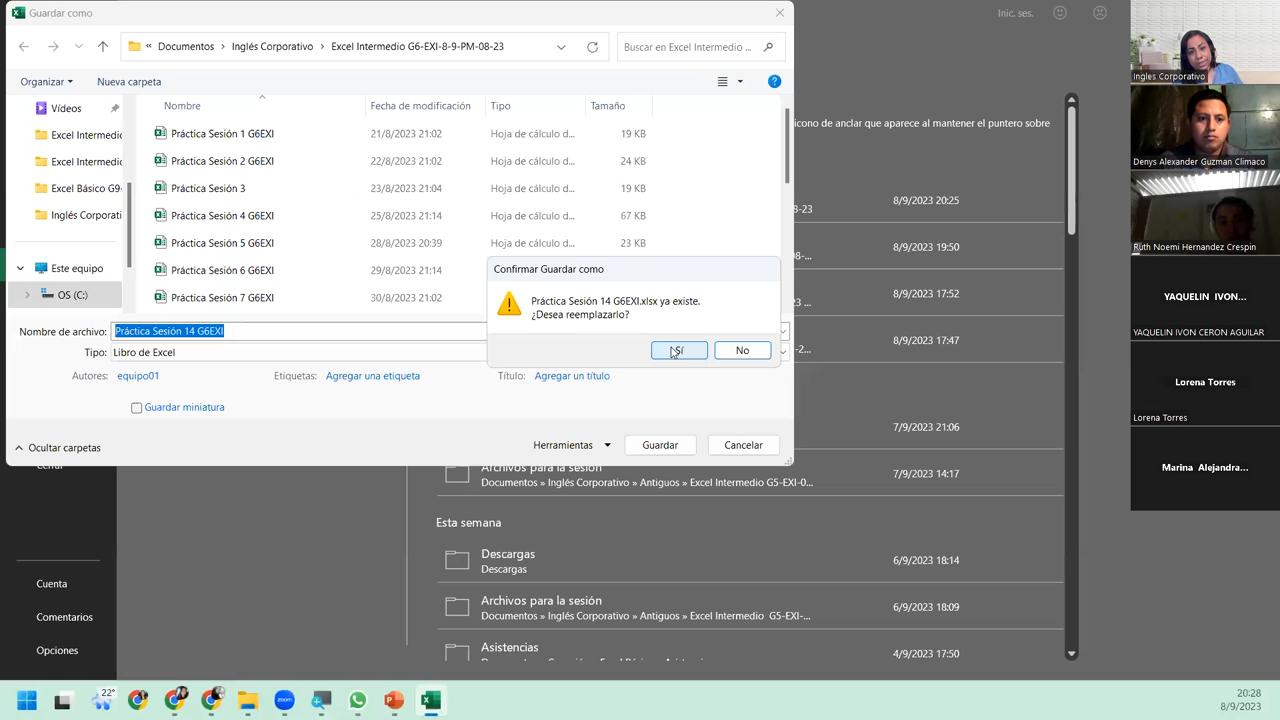 Guardar como
Inic. ses.
« Documentos > Inglés Corporativo > Excel Intermedio G6-EXI-8-9-PM-08-23
Buscar en Excel Intermedio ...
Organizar
Nueva carpeta
Nombre
Fecha de modificación
Tipo
Tamaño
Vídeos
Excel Intermedic
Excel Intermedic
Excel Básico G9-
Inglés Corporati
Este equipo
OS (C:)
Práctica Sesión 1 G6EXI 21/8/2023 21:02 Hoja de cálculo d... 19 KB
Práctica Sesión 2 G6EXI 22/8/2023 21:02 Hoja de cálculo d... 24 KB
Práctica Sesión 3 23/8/2023 21:04 Hoja de cálculo d... 19 KB
Práctica Sesión 4 G6EXI 25/8/2023 21:14 Hoja de cálculo d... 67 KB
Práctica Sesión 5 G6EXI 28/8/2023 20:39 Hoja de cálculo d... 23 KB
Práctica Sesión 6 G6EXI 29/8/2023 21:14
Práctica Sesión 7 G6EXI 30/8/2023 21:02
Confirmar Guardar como
Práctica Sesión 14 G6EXI.xlsx ya existe.
¿Desea reemplazarlo?
Sí
No
Nombre de archivo: Práctica Sesión 14 G6EXI
Tipo: Libro de Excel
Autores: equipo01
Etiquetas: Agregar una etiqueta
Título: Agregar un título
Guardar miniatura
Ocultar carpetas
Herramientas
Guardar
Cancelar
icono de anclar que aparece al mantener el puntero sobre
8-23
8/9/2023 20:25
08-...
8/9/2023 19:50
3 ...
8/9/2023 17:52
-2...
8/9/2023 17:47
7/9/2023 21:06
Archivos para la sesión
Documentos » Inglés Corporativo » Antiguos » Excel Intermedio G5-EXI-0...
7/9/2023 14:17
Esta semana
Descargas
Descargas
6/9/2023 18:14
Archivos para la sesión
Documentos » Inglés Corporativo » Antiguos » Excel Intermedio G5-EXI-...
6/9/2023 18:09
Asistencias
4/9/2023 17:50
Cerrar
Cuenta
Comentarios
Opciones
Ingles Corporativo
Denys Alexander Guzman Climaco
Ruth Noemi Hernandez Crespin
YAQUELIN IVON...
YAQUELIN IVON CERON AGUILAR
Lorena Torres
Lorena Torres
Marina Alejandra...
22°
zoom
20:28
8/9/2023